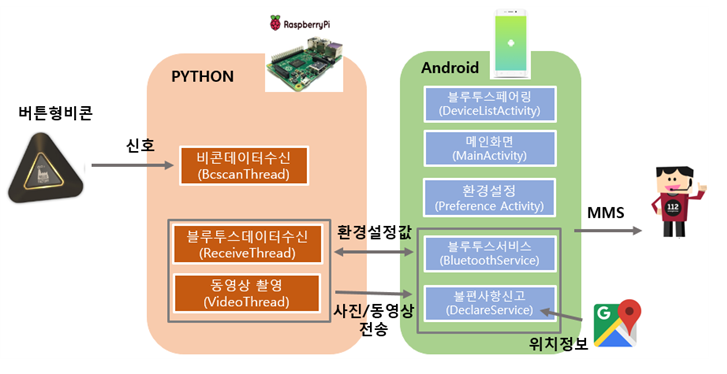 RaspberryPi
PYTHON
Android
버튼형비콘
신호
비콘데이터수신
(BcscanThread)
블루투스데이터수신
(ReceiveThread)
동영상 촬영
(VideoThread)
환경설정값
사진/동영상
전송
블루투스페어링
(DeviceListActivity)
메인화면
(MainActivity)
환경설정
(Preference Activity)
블루투스서비스
(BluetoothService)
불편사항신고
(DeclareService)
MMS
112
G
위치정보